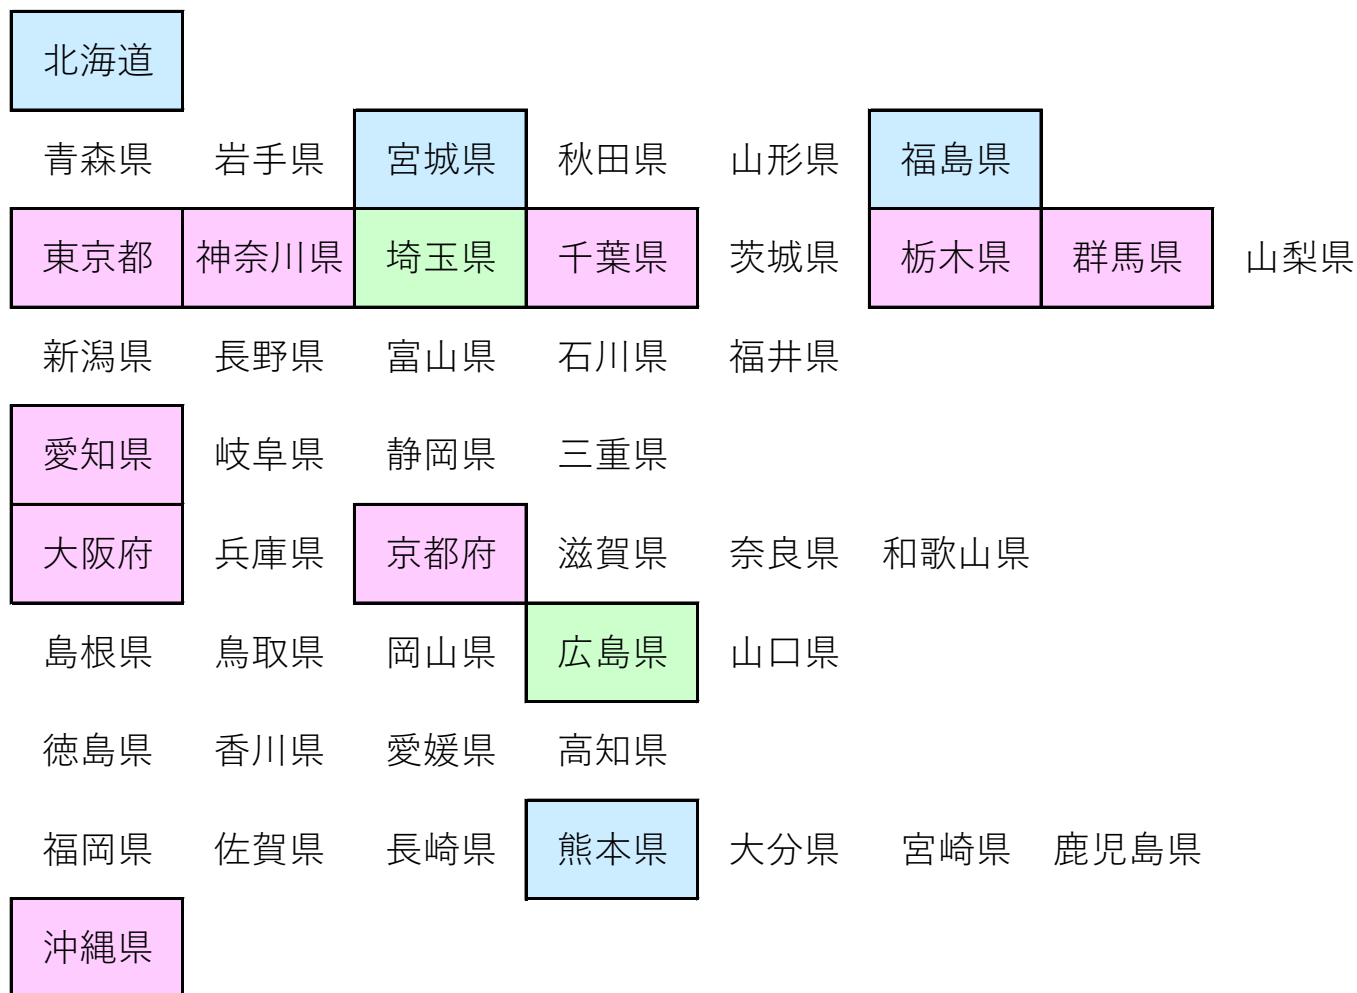 北海道
青森県 岩手県 宮城県 秋田県 山形県 福島県
東京都 神奈川県 埼玉県 千葉県 茨城県 栃木県 群馬県 山梨県
新潟県 長野県 富山県 石川県 福井県
愛知県 岐阜県 静岡県 三重県
大阪府 兵庫県 京都府 滋賀県 奈良県 和歌山県
島根県 鳥取県 岡山県 広島県 山口県
徳島県 香川県 愛媛県 高知県
福岡県 佐賀県 長崎県 熊本県 大分県 宮崎県 鹿児島県
沖縄県